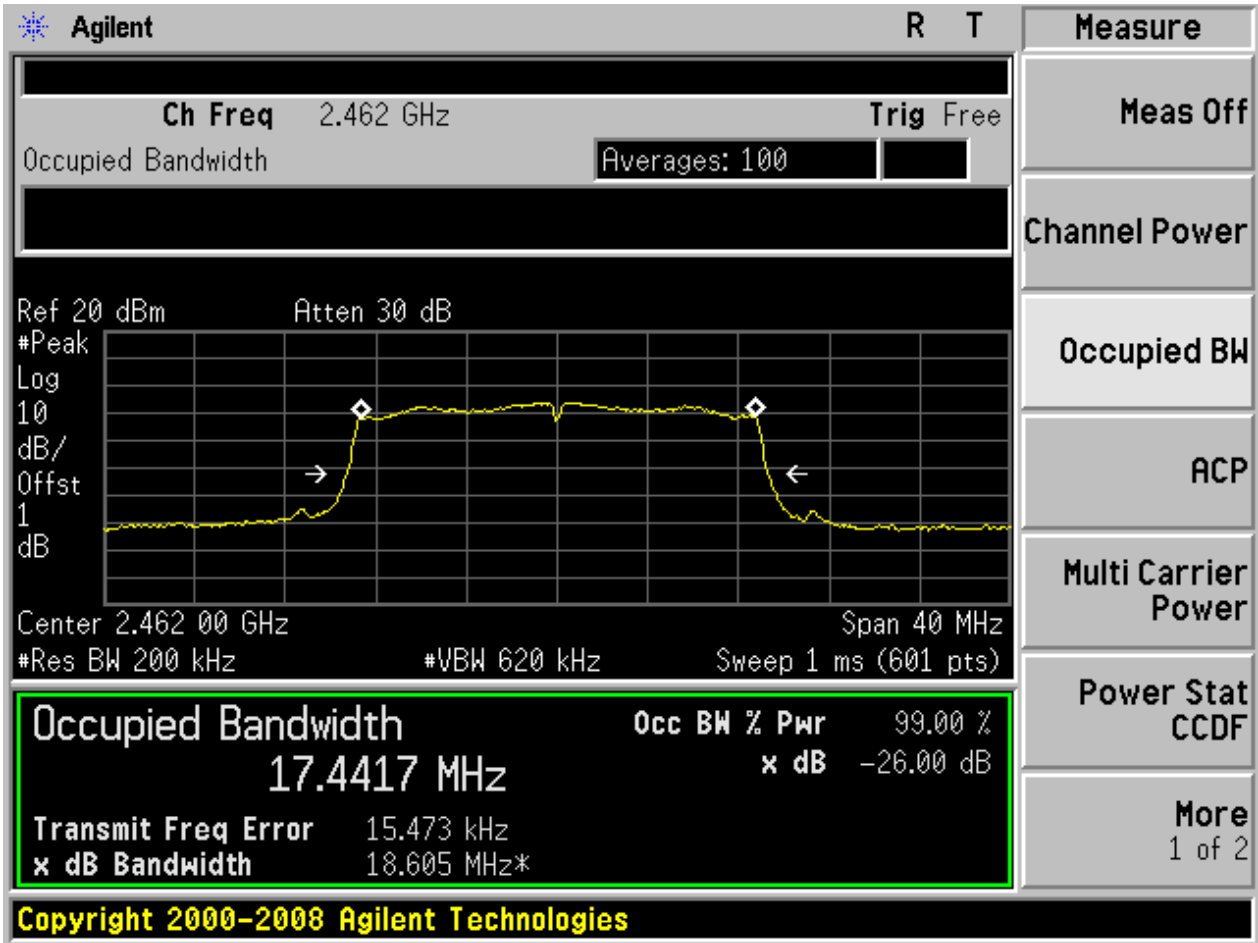 Agilent R T
Measure
Ch Freq 2.462 GHz Trig Free
Occupied Bandwidth Averages: 100
Meas Off
Channel Power
Occupied BW
ACP
Multi Carrier
Power
Power Stat
CCDF
More
1 of 2
Ref 20 dBm Atten 30 dB
#Peak
Log
10
dB/
Offst
1
dB
Center 2.462 00 GHz Span 40 MHz
#Res BW 200 kHz #VBW 620 kHz Sweep 1 ms (601 pts)
Occupied Bandwidth
17.4417 MHz
Occ BW % Pwr 99.00 %
x dB -26.00 dB
Transmit Freq Error 15.473 kHz
x dB Bandwidth 18.605 MHz*
Copyright 2000-2008 Agilent Technologies